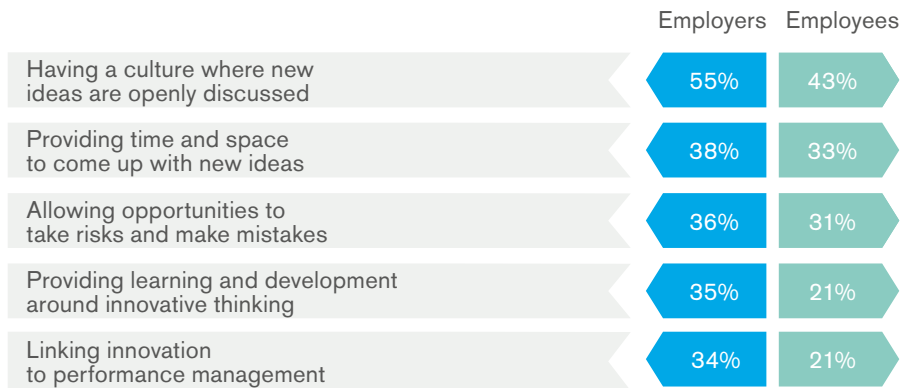 Employers Employees
Having a culture where new
ideas are openly discussed
55% 43%
Providing time and space
to come up with new ideas
38% 33%
Allowing opportunities to
take risks and make mistakes
36% 31%
Providing learning and development
around innovative thinking
35% 21%
Linking innovation
to performance management
34% 21%